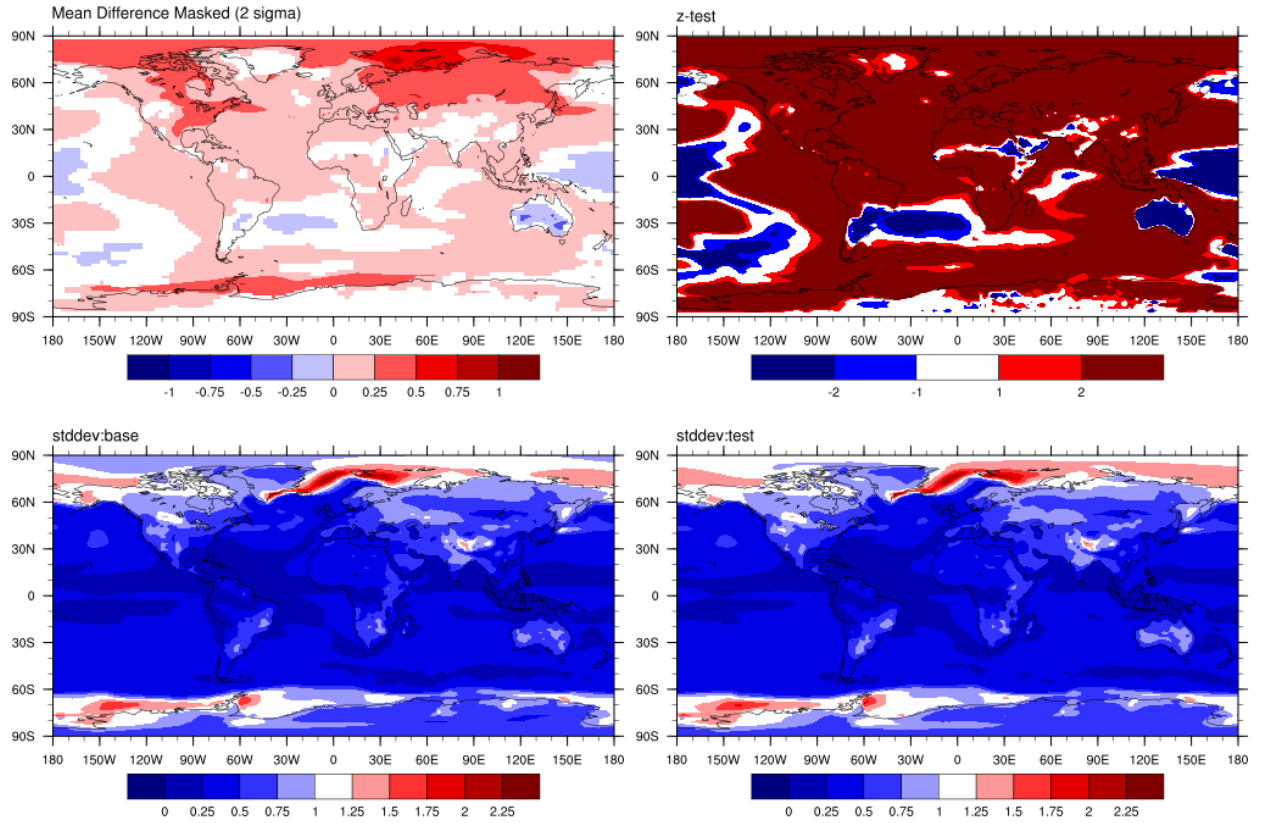 Mean Difference Masked (2 sigma)
90N
60N
30N
0
30S
60S
90S
180 150W 120W 90W 60W 30W 0 30E 60E 90E 120E 150E 180
-1 -0.75 -0.5 -0.25 0 0.25 0.5 0.75 1
z-test
90N
60N
30N
0
30S
60S
90S
180 150W 120W 90W 60W 30W 0 30E 60E 90E 120E 150E 180
-2 -1 1 2
stddev:base
90N
60N
30N
0
30S
60S
90S
180 150W 120W 90W 60W 30W 0 30E 60E 90E 120E 150E 180
0 0.25 0.5 0.75 1 1.25 1.5 1.75 2 2.25
stddev:test
90N
60N
30N
0
30S
60S
90S
180 150W 120W 90W 60W 30W 0 30E 60E 90E 120E 150E 180
0 0.25 0.5 0.75 1 1.25 1.5 1.75 2 2.25